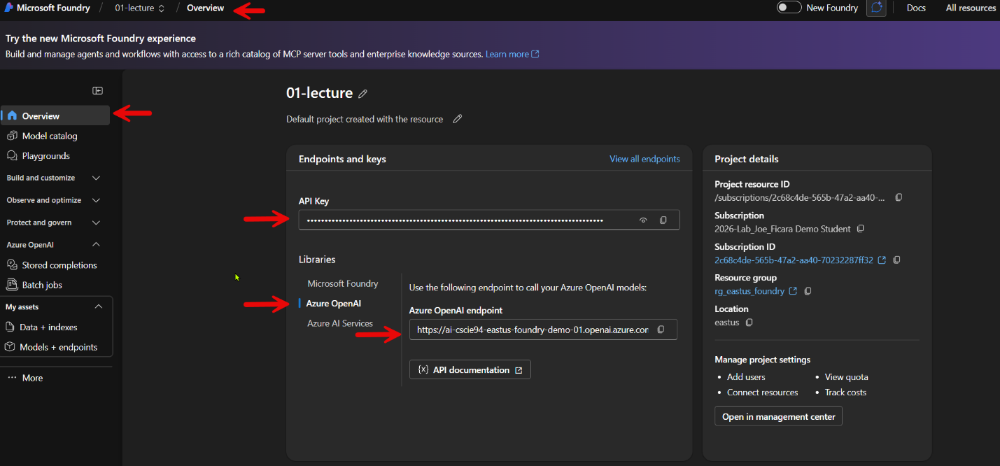 Microsoft Foundry / 01-lecture / Overview
New Foundry Docs All resources
Try the new Microsoft Foundry experience
Build and manage agents and workflows with access to a rich catalog of MCP server tools and enterprise knowledge sources. Learn more
Overview
Model catalog
Playgrounds
Build and customize
Observe and optimize
Protect and govern
Azure OpenAI
Stored completions
Batch jobs
My assets
Data + indexes
Models + endpoints
More
01-lecture
Default project created with the resource
Endpoints and keys View all endpoints
API Key
••••••••••••••••••••••••••••••••••••••••••••••••••••••••••••••••••••••••••••••••••••
Libraries
Microsoft Foundry
Azure OpenAI
Azure AI Services
Use the following endpoint to call your Azure OpenAI models:
Azure OpenAI endpoint
https://ai-cscie94-eastus-foundry-demo-01.openai.azure.con
{x} API documentation
Project details
Project resource ID
/subscriptions/2c68c4de-565b-47a2-aa40-...
Subscription
2026-Lab_Joe_Ficara Demo Student
Subscription ID
2c68c4de-565b-47a2-aa40-70232287ff32
Resource group
rg_eastus_foundry
Location
eastus
Manage project settings
• Add users • View quota
• Connect resources • Track costs
Open in management center